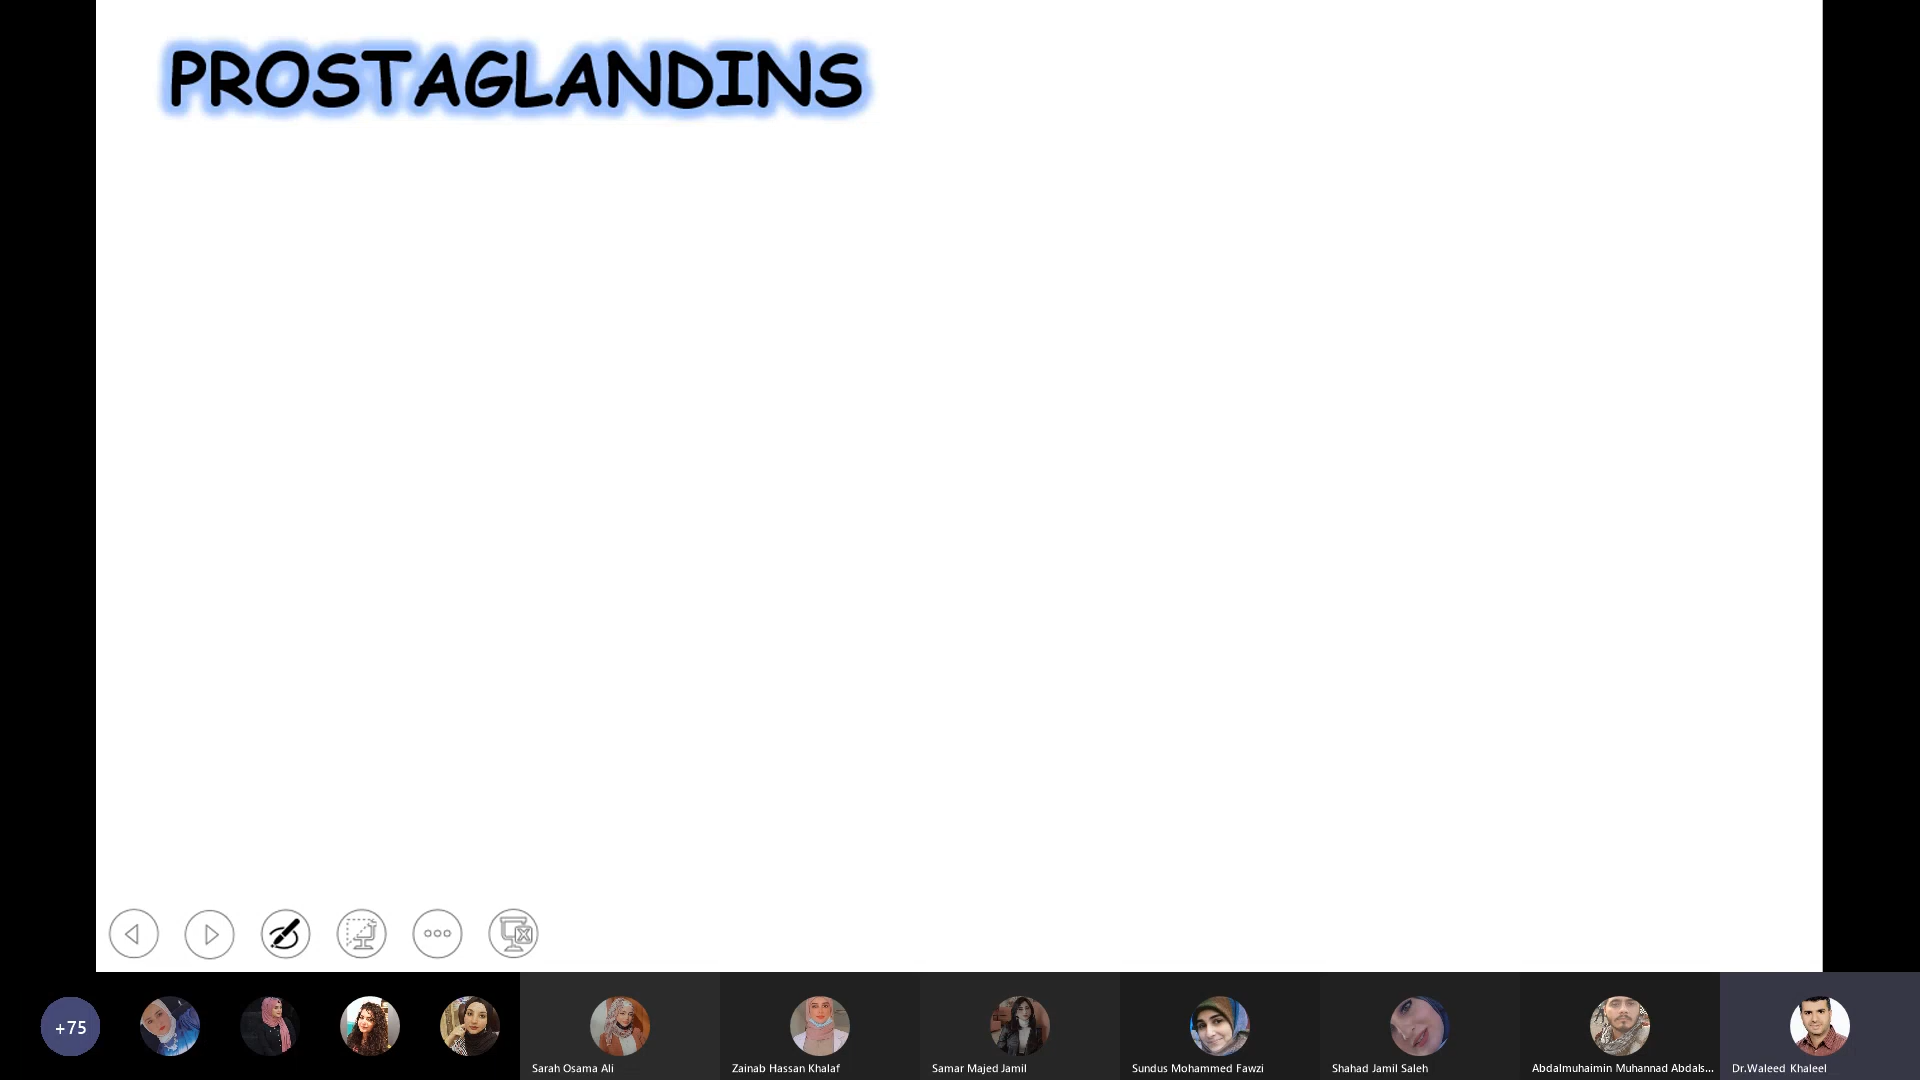 PROSTAGLANDINS
+75
Sarah Osama Ali
Zainab Hassan Khalaf
Samar Majed Jamil
Sundus Mohammed Fawzi
Shahad Jamil Saleh
Abdalmuhaimin Muhannad Abdals...
Dr.Waleed Khaleel